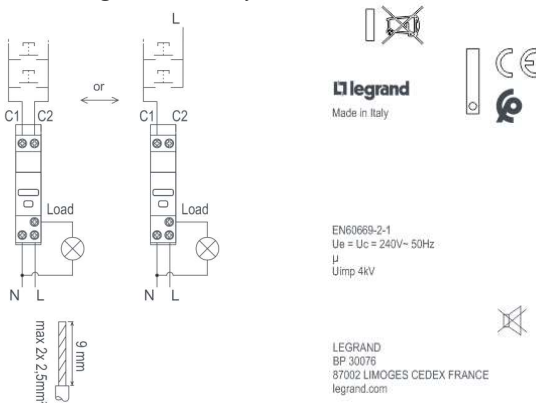 L
or
C1 C2
C1 C2
Load
Load
N L
N L
9 mm
max 2x 2,5mm
legrand
Made in Italy
CE
EN60669-2-1
Ue = Uc = 240V~ 50Hz
μ
Uimp 4kV
LEGRAND
BP 30076
87002 LIMOGES CEDEX FRANCE
legrand.com